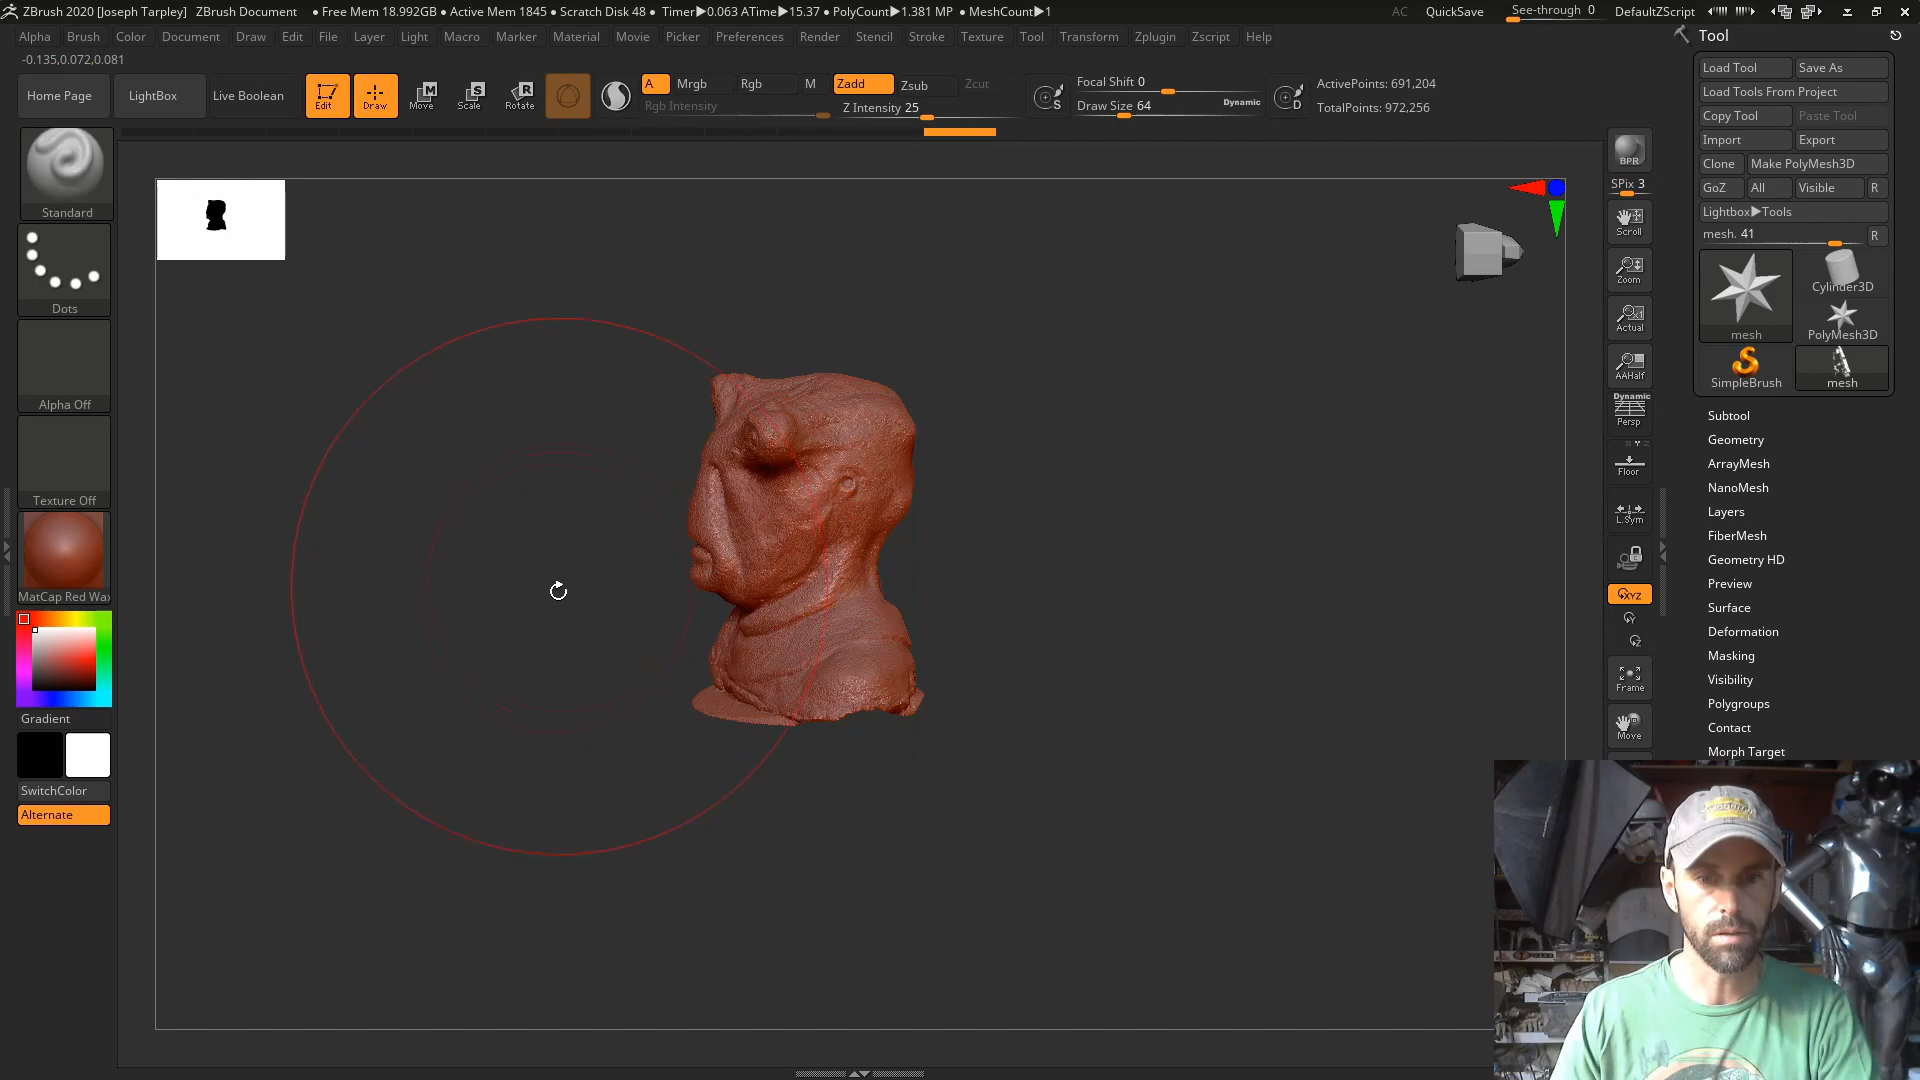 ZBrush 2020 [Joseph Tarpley] ZBrush Document • Free Mem 18.992GB • Active Mem 1845 • Scratch Disk 48 • Timer▶0.063 ATime▶15.37 • PolyCount▶1.381 MP • MeshCount▶1 AC QuickSave See-through 0 DefaultZScript
Alpha Brush Color Document Draw Edit File Layer Light Macro Marker Material Movie Picker Preferences Render Stencil Stroke Texture Tool Transform Zplugin Zscript Help
-0.135,0.072,0.081
Home Page LightBox Live Boolean Edit Draw Move Scale Rotate
A Mrgb Rgb M Zadd Zsub Zcut
Rgb Intensity Z Intensity 25
Focal Shift 0
Draw Size 64 Dynamic
ActivePoints: 691,204
TotalPoints: 972,256
Standard
Dots
Alpha Off
Texture Off
MatCap Red Wax
Gradient
SwitchColor
Alternate
BPR
SPix 3
Scroll
Zoom
Actual
AAHalf
Dynamic
Persp
Floor
L.Sym
XYZ
Y
Z
Frame
Move
Tool
Load Tool Save As
Load Tools From Project
Copy Tool Paste Tool
Import Export
Clone Make PolyMesh3D
GoZ All Visible R
Lightbox▶Tools
mesh. 41 R
mesh Cylinder3D
PolyMesh3D
SimpleBrush mesh
Subtool
Geometry
ArrayMesh
NanoMesh
Layers
FiberMesh
Geometry HD
Preview
Surface
Deformation
Masking
Visibility
Polygroups
Contact
Morph Target